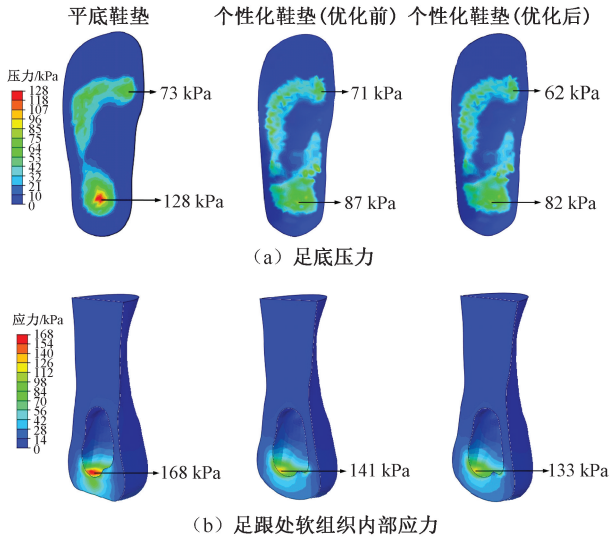 平底鞋垫
个性化鞋垫(优化前)
个性化鞋垫(优化后)
压力/kPa
128
118
107
96
85
75
64
53
42
32
21
10
0
73 kPa
71 kPa
62 kPa
128 kPa
87 kPa
82 kPa
（a）足底压力
应力/kPa
168
154
140
126
112
98
84
70
56
42
28
14
0
168 kPa
141 kPa
133 kPa
（b）足跟处软组织内部应力